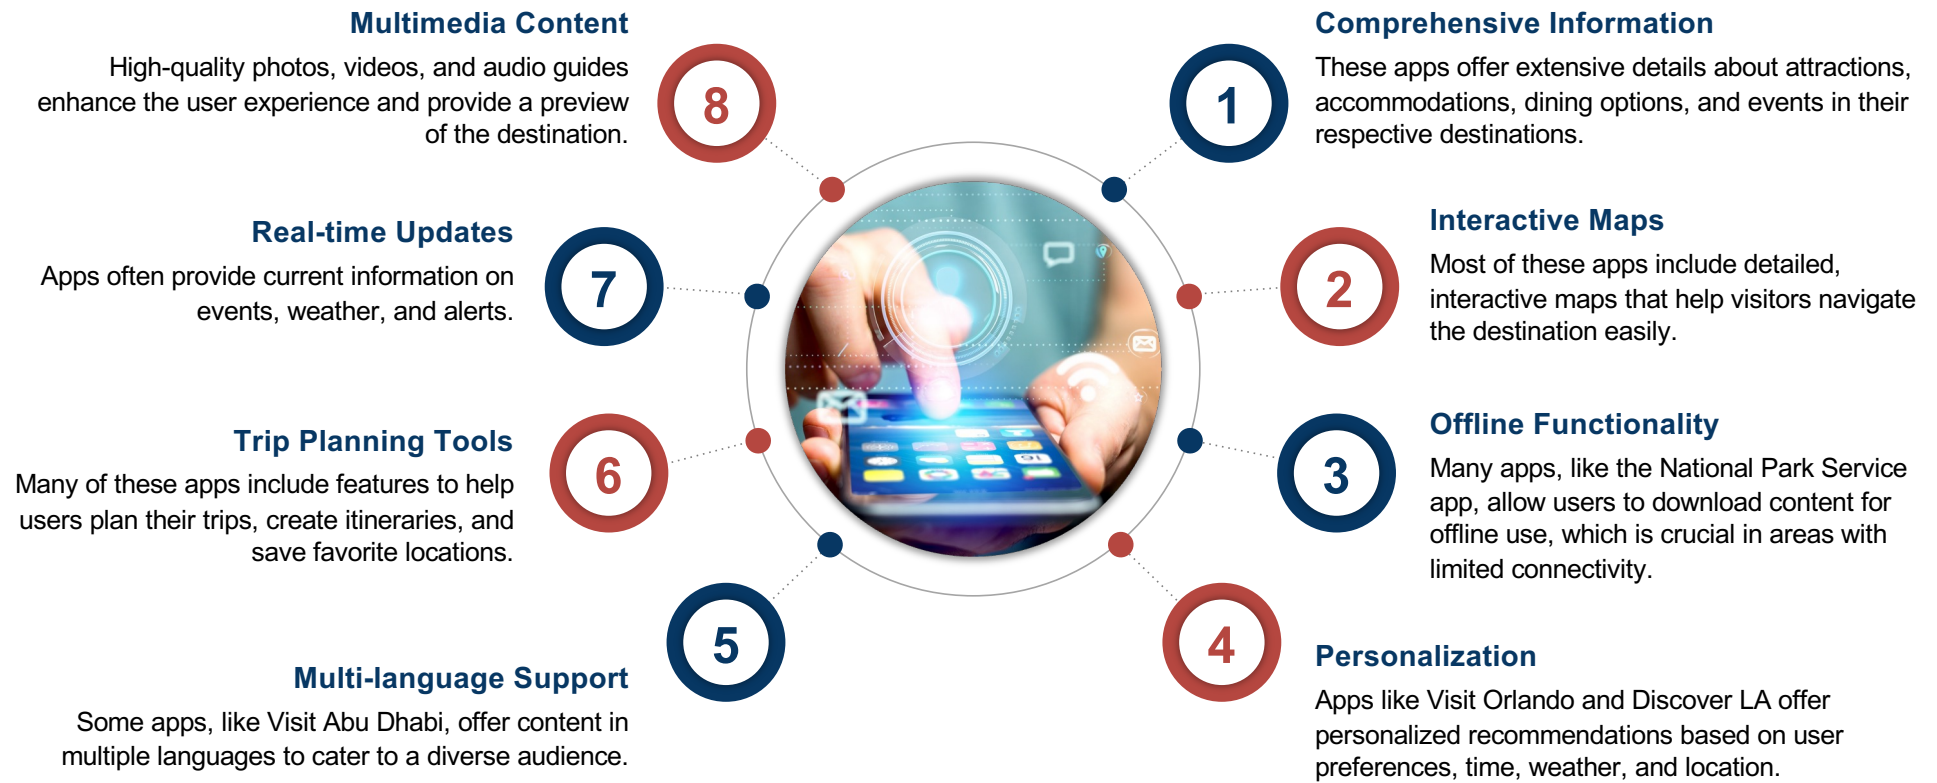 Comprehensive Information
1
These apps offer extensive details about attractions,
accommodations, dining options, and events in their
respective destinations.
Interactive Maps
2
Most of these apps include detailed,
interactive maps that help visitors navigate
the destination easily.
Offline Functionality
3
Many apps, like the National Park Service
app, allow users to download content for
offline use, which is crucial in areas with
limited connectivity.
4
Personalization
Apps like Visit Orlando and Discover LA offer
personalized recommendations based on user
preferences, time, weather, and location.
5
Multi-language Support
Some apps, like Visit Abu Dhabi, offer content in
multiple languages to cater to a diverse audience.
Trip Planning Tools
6
Many of these apps include features to help
users plan their trips, create itineraries, and
save favorite locations.
Real-time Updates
7
Apps often provide current information on
events, weather, and alerts.
Multimedia Content
8
High-quality photos, videos, and audio guides
enhance the user experience and provide a preview
of the destination.
16